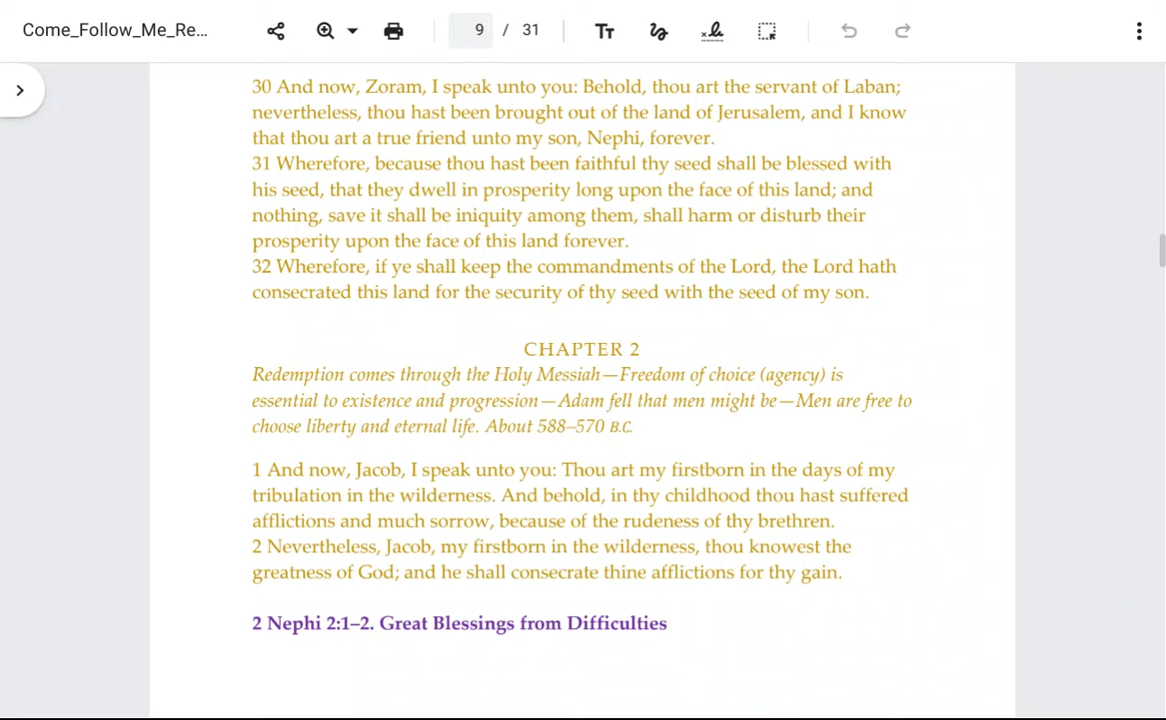 Come_Follow_Me_Re... 9 / 31
30 And now, Zoram, I speak unto you: Behold, thou art the servant of Laban;
nevertheless, thou hast been brought out of the land of Jerusalem, and I know
that thou art a true friend unto my son, Nephi, forever.
31 Wherefore, because thou hast been faithful thy seed shall be blessed with
his seed, that they dwell in prosperity long upon the face of this land; and
nothing, save it shall be iniquity among them, shall harm or disturb their
prosperity upon the face of this land forever.
32 Wherefore, if ye shall keep the commandments of the Lord, the Lord hath
consecrated this land for the security of thy seed with the seed of my son.
CHAPTER 2
Redemption comes through the Holy Messiah—Freedom of choice (agency) is
essential to existence and progression—Adam fell that men might be—Men are free to
choose liberty and eternal life. About 588–570 B.C.
1 And now, Jacob, I speak unto you: Thou art my firstborn in the days of my
tribulation in the wilderness. And behold, in thy childhood thou hast suffered
afflictions and much sorrow, because of the rudeness of thy brethren.
2 Nevertheless, Jacob, my firstborn in the wilderness, thou knowest the
greatness of God; and he shall consecrate thine afflictions for thy gain.
2 Nephi 2:1–2. Great Blessings from Difficulties